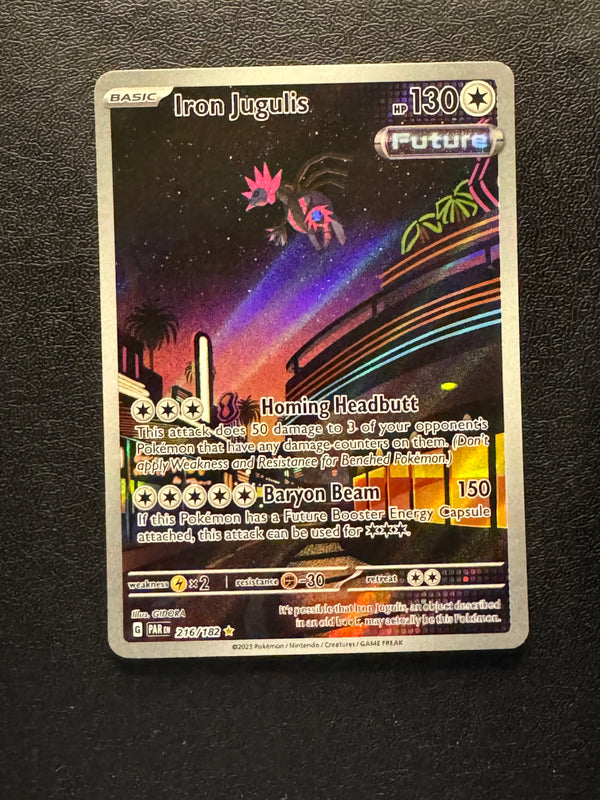 BASIC Iron Jugulis HP 130
Future
Homing Headbutt
This attack does 50 damage to 3 of your opponent's
Pokémon that have any damage counters on them. (Don't
apply Weakness and Resistance for Benched Pokémon.)
Baryon Beam 150
If this Pokémon has a Future Booster Energy Capsule
attached, this attack can be used for ✶✶✶.
weakness ×2 resistance -30 retreat
Illus. GIDORA
It's possible that Iron Jugulis, an object described
in an old book, may actually be this Pokémon.
G PAR EN 216/182
©2023 Pokémon / Nintendo / Creatures / GAME FREAK